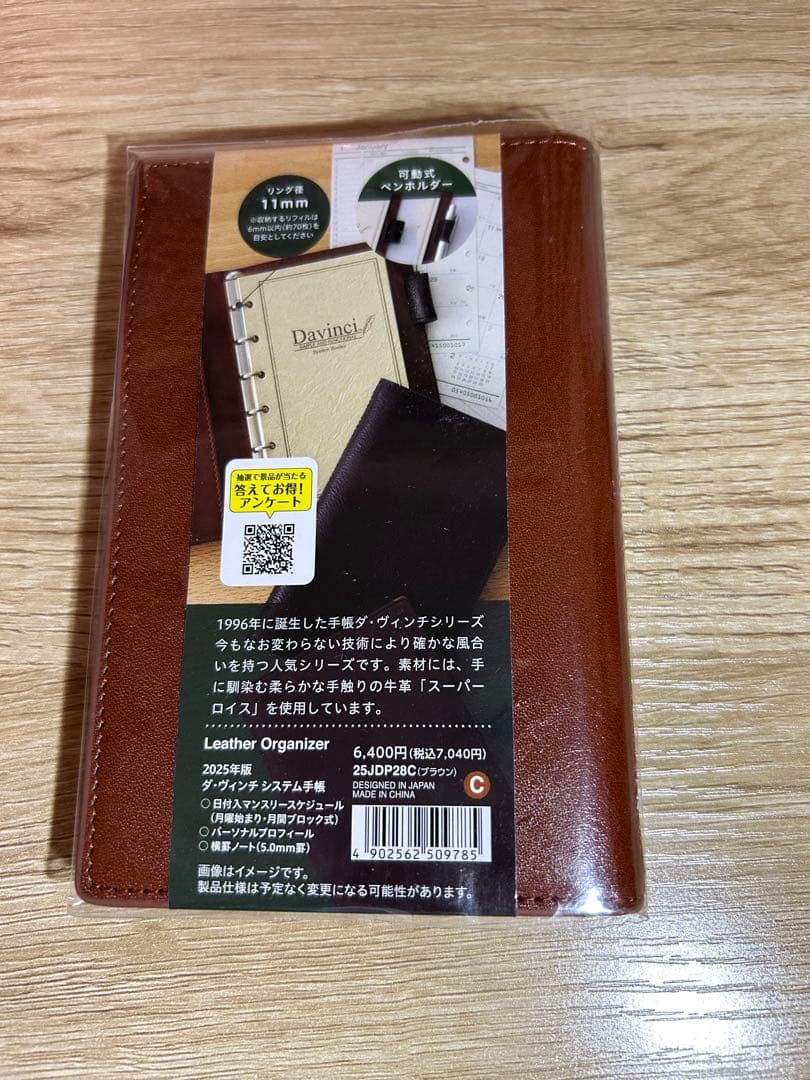 リング径
11mm
※収納するリフィルは
6mm以内(約70枚)を
目安としてください
可動式
ペンホルダー
January
Davinci
SIMPLE AND FUNCTIONAL
System Binder
抽選で景品が当たる
答えてお得!
アンケート
1996年に誕生した手帳ダ・ヴィンチシリーズ
今もなお変わらない技術により確かな風合
いを持つ人気シリーズです。素材には、手
に馴染む柔らかな手触りの牛革「スーパー
ロイス」を使用しています。
Leather Organizer
2025年版
ダ・ヴィンチ システム手帳
○日付入マンスリースケジュール
(月曜始まり・月間ブロック式)
○パーソナルプロフィール
○横罫ノート(5.0mm罫)
6,400円(税込7,040円)
25JDP28C(ブラウン)
DESIGNED IN JAPAN
MADE IN CHINA
C
4 902562 509785
画像はイメージです。
製品仕様は予定なく変更になる可能性があります。